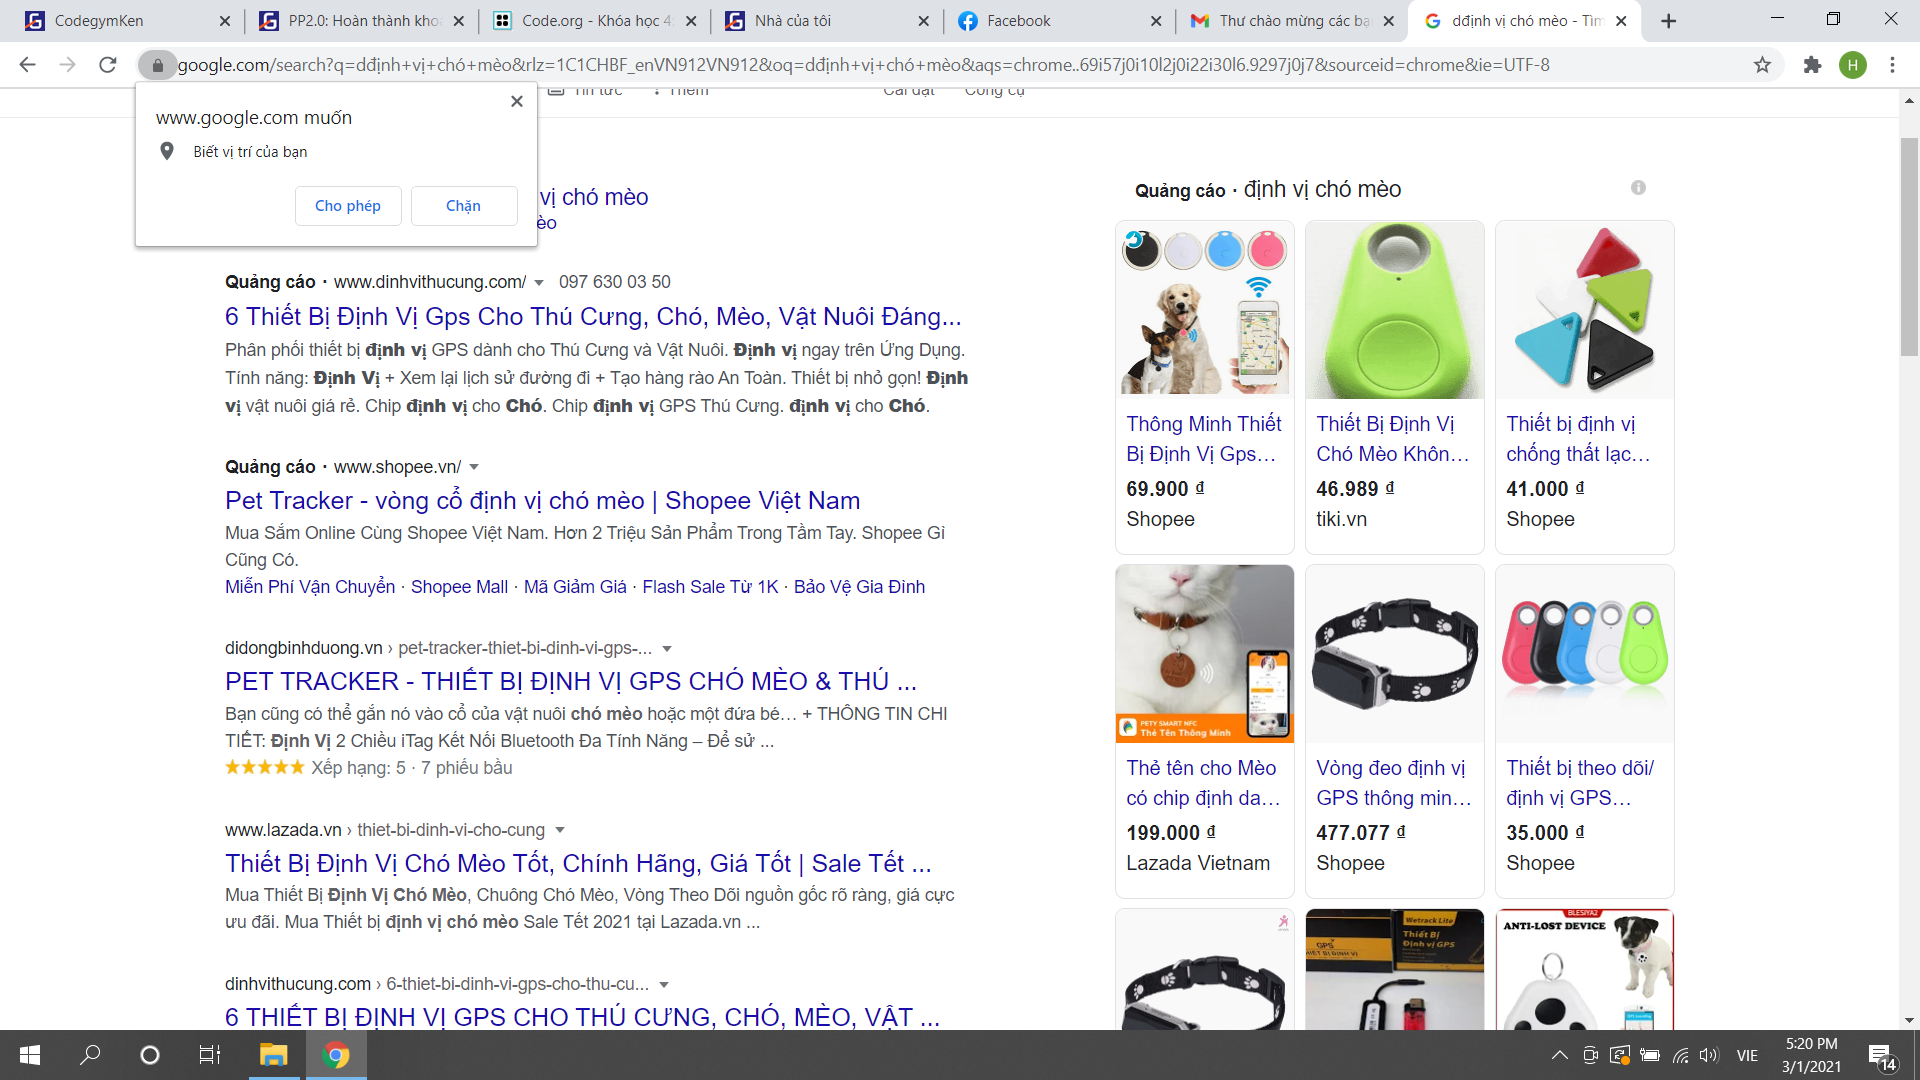 CodegymKen
PP2.0: Hoàn thành kho
Code.org - Khóa học 4
Nhà của tôi
Facebook
Thư chào mừng các bạ
dđịnh vị chó mèo - Tìm
google.com/search?q=dđịnh+vị+chó+mèo&rlz=1C1CHBF_enVN912VN912&oq=dđịnh+vị+chó+mèo&aqs=chrome..69i57j0i10l2j0i22i30l6.9297j0j7&sourceid=chrome&ie=UTF-8
H
Tin tức
Thêm
Cài đặt
Công cụ
www.google.com muốn
Biết vị trí của bạn
Cho phép
Chặn
vị chó mèo
èo
Quảng cáo · www.dinhvithucung.com/ 097 630 03 50
6 Thiết Bị Định Vị Gps Cho Thú Cưng, Chó, Mèo, Vật Nuôi Đáng...
Phân phối thiết bị định vị GPS dành cho Thú Cưng và Vật Nuôi. Định vị ngay trên Ứng Dụng.
Tính năng: Định Vị + Xem lại lịch sử đường đi + Tạo hàng rào An Toàn. Thiết bị nhỏ gọn! Định
vị vật nuôi giá rẻ. Chip định vị cho Chó. Chip định vị GPS Thú Cưng. định vị cho Chó.
Quảng cáo · www.shopee.vn/
Pet Tracker - vòng cổ định vị chó mèo | Shopee Việt Nam
Mua Sắm Online Cùng Shopee Việt Nam. Hơn 2 Triệu Sản Phẩm Trong Tầm Tay. Shopee Gì
Cũng Có.
Miễn Phí Vận Chuyển · Shopee Mall · Mã Giảm Giá · Flash Sale Từ 1K · Bảo Vệ Gia Đình
didongbinhduong.vn › pet-tracker-thiet-bi-dinh-vi-gps-...
PET TRACKER - THIẾT BỊ ĐỊNH VỊ GPS CHÓ MÈO & THÚ ...
Bạn cũng có thể gắn nó vào cổ của vật nuôi chó mèo hoặc một đứa bé… + THÔNG TIN CHI
TIẾT: Định Vị 2 Chiều iTag Kết Nối Bluetooth Đa Tính Năng – Để sử ...
Xếp hạng: 5 · 7 phiếu bầu
www.lazada.vn › thiet-bi-dinh-vi-cho-cung
Thiết Bị Định Vị Chó Mèo Tốt, Chính Hãng, Giá Tốt | Sale Tết ...
Mua Thiết Bị Định Vị Chó Mèo, Chuông Chó Mèo, Vòng Theo Dõi nguồn gốc rõ ràng, giá cực
ưu đãi. Mua Thiết bị định vị chó mèo Sale Tết 2021 tại Lazada.vn ...
dinhvithucung.com › 6-thiet-bi-dinh-vi-gps-cho-thu-cu...
6 THIẾT BỊ ĐỊNH VỊ GPS CHO THÚ CƯNG, CHÓ, MÈO, VẬT ...
Quảng cáo · định vị chó mèo
Thông Minh Thiết
Bị Định Vị Gps…
69.900 ₫
Shopee
Thiết Bị Định Vị
Chó Mèo Khôn…
46.989 ₫
tiki.vn
Thiết bị định vị
chống thất lạc…
41.000 ₫
Shopee
PETY SMART NFC
Thẻ Tên Thông Minh
Thẻ tên cho Mèo
có chip định da…
199.000 ₫
Lazada Vietnam
Vòng đeo định vị
GPS thông min…
477.077 ₫
Shopee
Thiết bị theo dõi/
định vị GPS…
35.000 ₫
Shopee
GPS
THIẾT BỊ ĐỊNH VỊ
Wetrack Lite
Thiết Bị
Định vị GPS
BLESIYA2
ANTI-LOST DEVICE
VIE
5:20 PM
3/1/2021
14